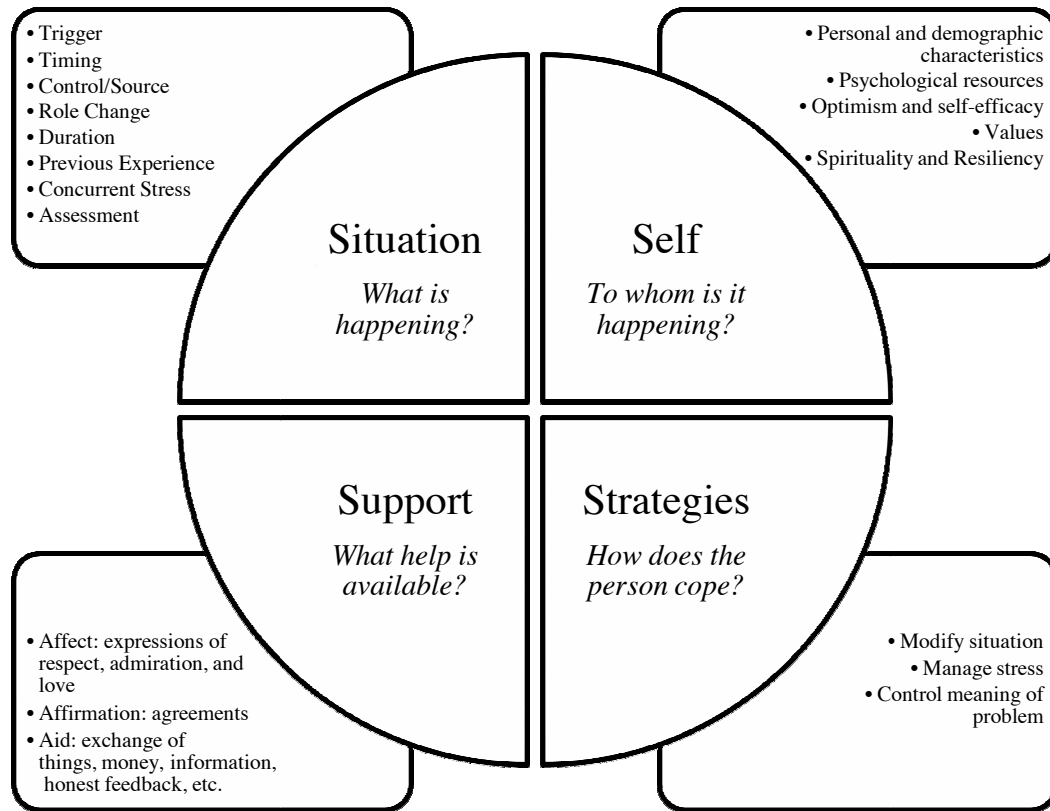 • Trigger
• Timing
• Control/Source
• Role Change
• Duration
• Previous Experience
• Concurrent Stress
• Assessment
• Personal and demographic
characteristics
• Psychological resources
• Optimism and self-efficacy
• Values
• Spirituality and Resiliency
Situation
What is
happening?
Self
To whom is it
happening?
Support
What help is
available?
Strategies
How does the
person cope?
• Affect: expressions of
respect, admiration, and
love
• Affirmation: agreements
• Aid: exchange of
things, money, information,
honest feedback, etc.
• Modify situation
• Manage stress
• Control meaning of
problem